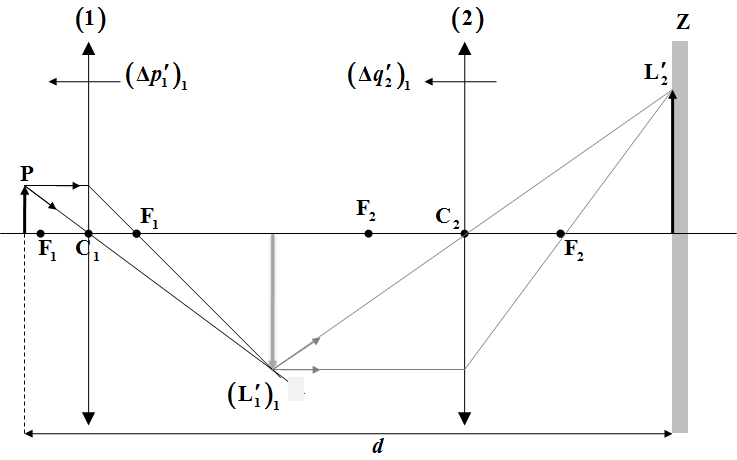 (1)
(2)
Z
(Δp′₁)₁
(Δq′₂)₁
L′₂
P
F₁
F₂
C₂
F₁
C₁
F₂
(L′₁)₁
d